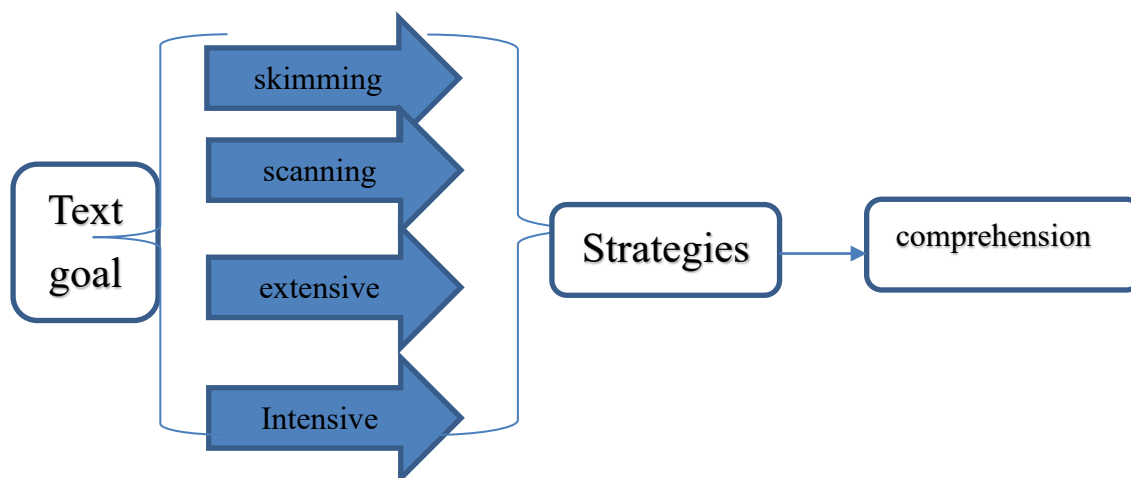 Text
goal
skimming
scanning
extensive
Intensive
Strategies
comprehension